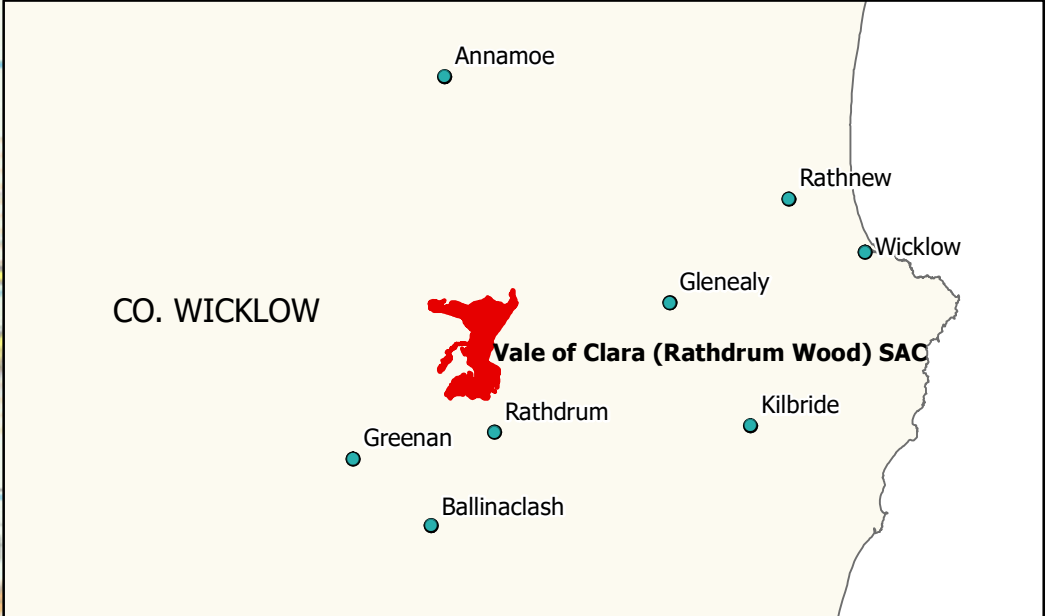 Annamoe
Rathnew
Wicklow
Glenealy
CO. WICKLOW
Vale of Clara (Rathdrum Wood) SAC
Kilbride
Rathdrum
Greenan
Ballinaclash